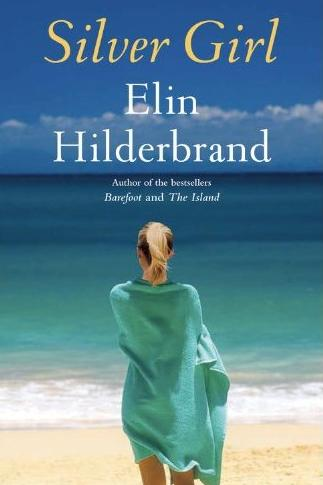 Silver Girl
Elin
Hilderbrand
Author of the bestsellers
Barefoot and The Island